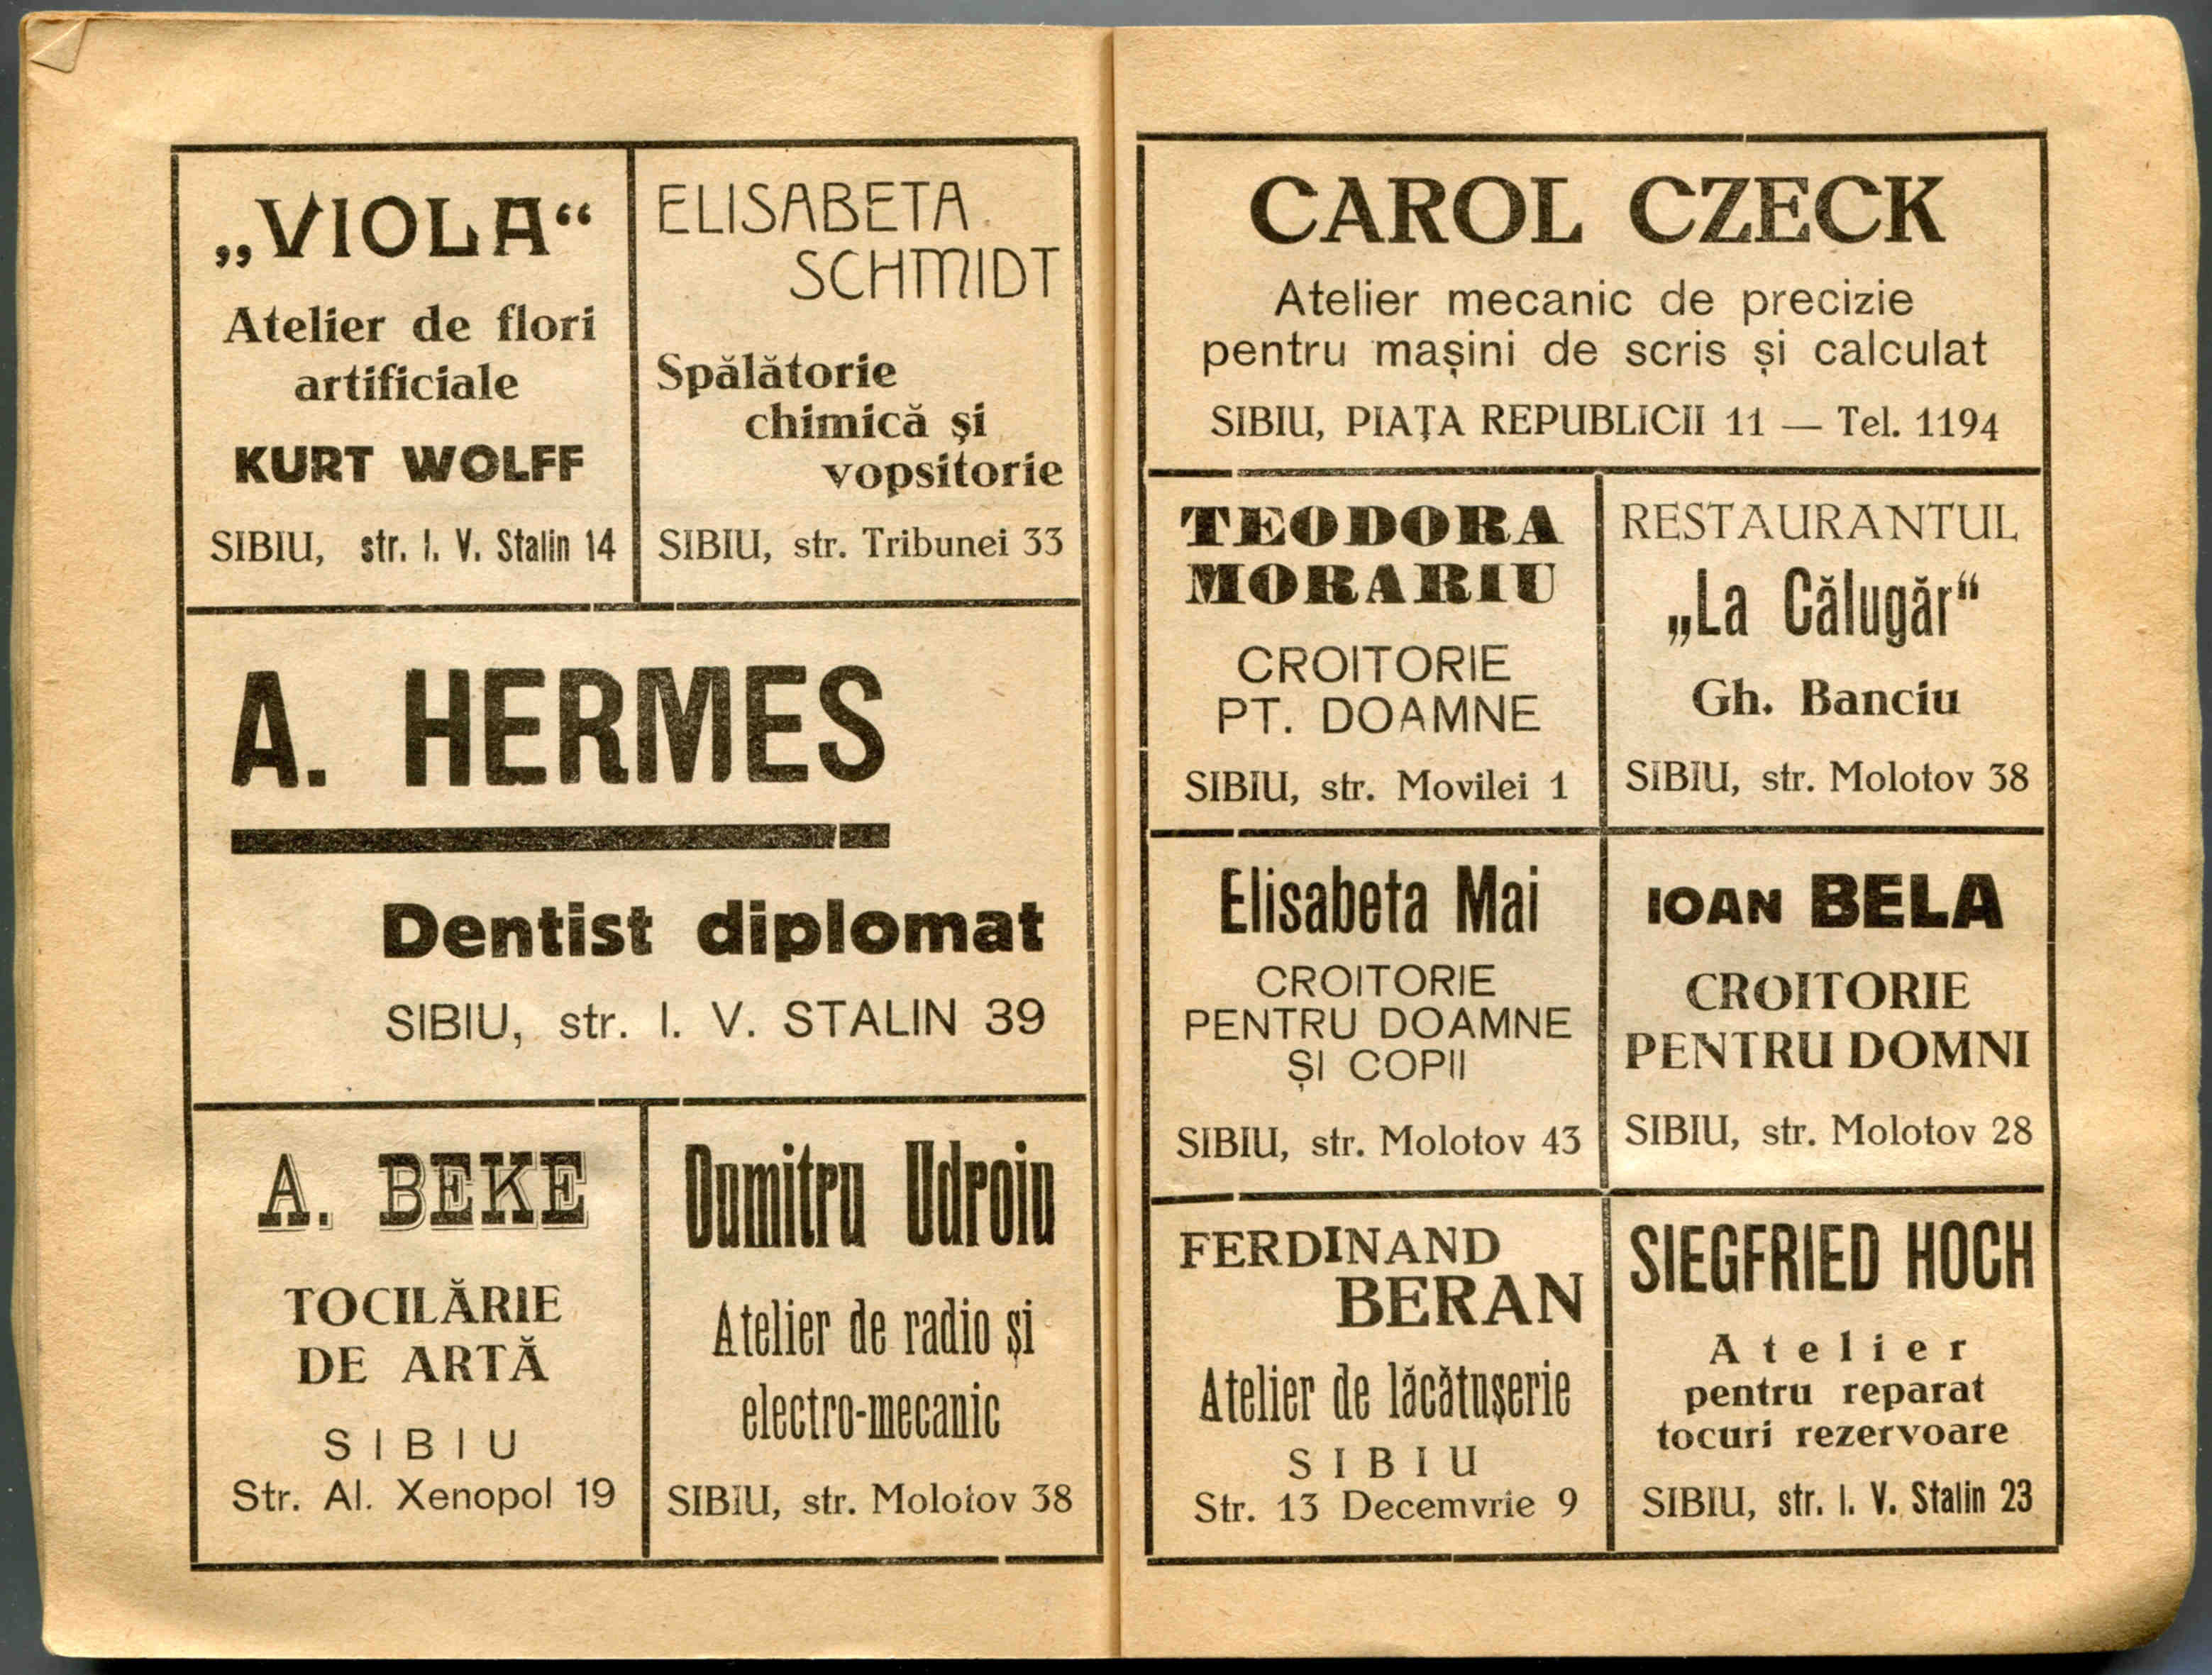 „VIOLA“
Atelier de flori
artificiale
KURT WOLFF
SIBIU, str. I. V. Stalin 14
ELISABETA
SCHMIDT
Spălătorie
chimică și
vopsitorie
SIBIU, str. Tribunei 33
A. HERMES
Dentist diplomat
SIBIU, str. I. V. STALIN 39
A. BEKE
TOCILĂRIE
DE ARTĂ
SIBIU
Str. Al. Xenopol 19
Dumitru Udroiu
Atelier de radio și
electro-mecanic
SIBIU, str. Molotov 38
CAROL CZECK
Atelier mecanic de precizie
pentru mașini de scris și calculat
SIBIU, PIAȚA REPUBLICII 11 — Tel. 1194
TEODORA
MORARIU
CROITORIE
PT. DOAMNE
SIBIU, str. Movilei 1
RESTAURANTUL
„La Călugăr“
Gh. Banciu
SIBIU, str. Molotov 38
Elisabeta Mai
CROITORIE
PENTRU DOAMNE
ȘI COPII
SIBIU, str. Molotov 43
IOAN BELA
CROITORIE
PENTRU DOMNI
SIBIU, str. Molotov 28
FERDINAND
BERAN
Atelier de lăcătușerie
SIBIU
Str. 13 Decemvrie 9
SIEGFRIED HOCH
Atelier
pentru reparat
tocuri rezervoare
SIBIU, str. I. V. Stalin 23